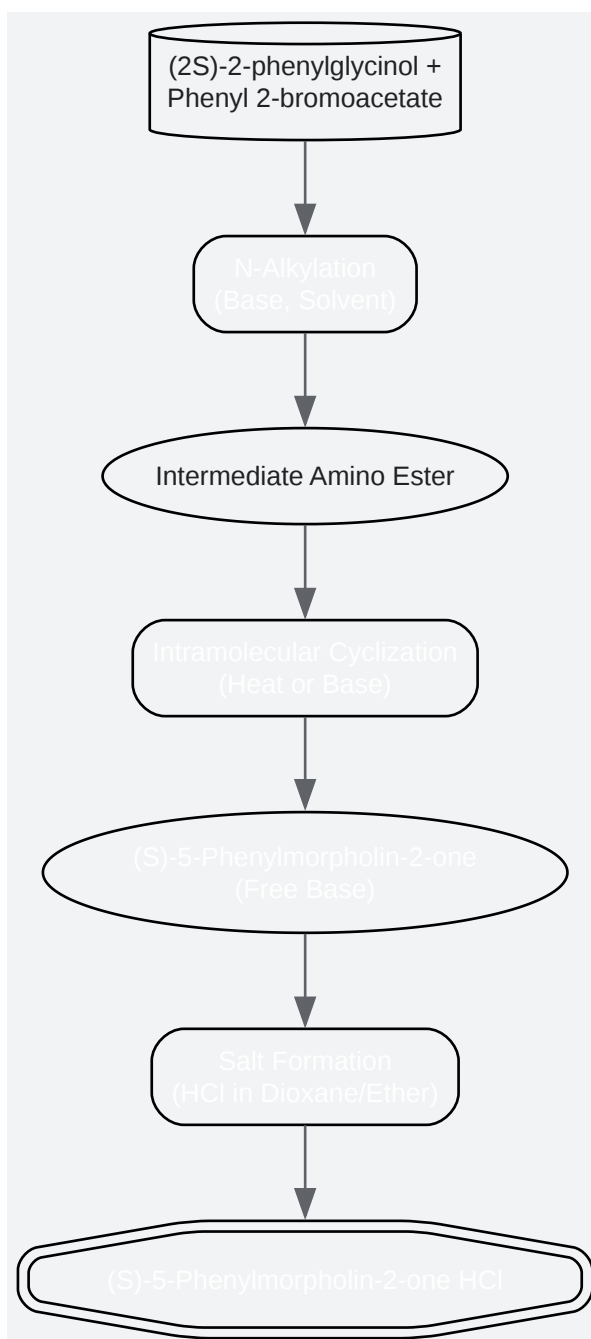 (2S)-2-phenylglycinol +
Phenyl 2-bromoacetate
N-Alkylation
(Base, Solvent)
Intermediate Amino Ester
Intramolecular Cyclization
(Heat or Base)
(S)-5-Phenylmorpholin-2-one
(Free Base)
Salt Formation
(HCl in Dioxane/Ether)
(S)-5-Phenylmorpholin-2-one HCl